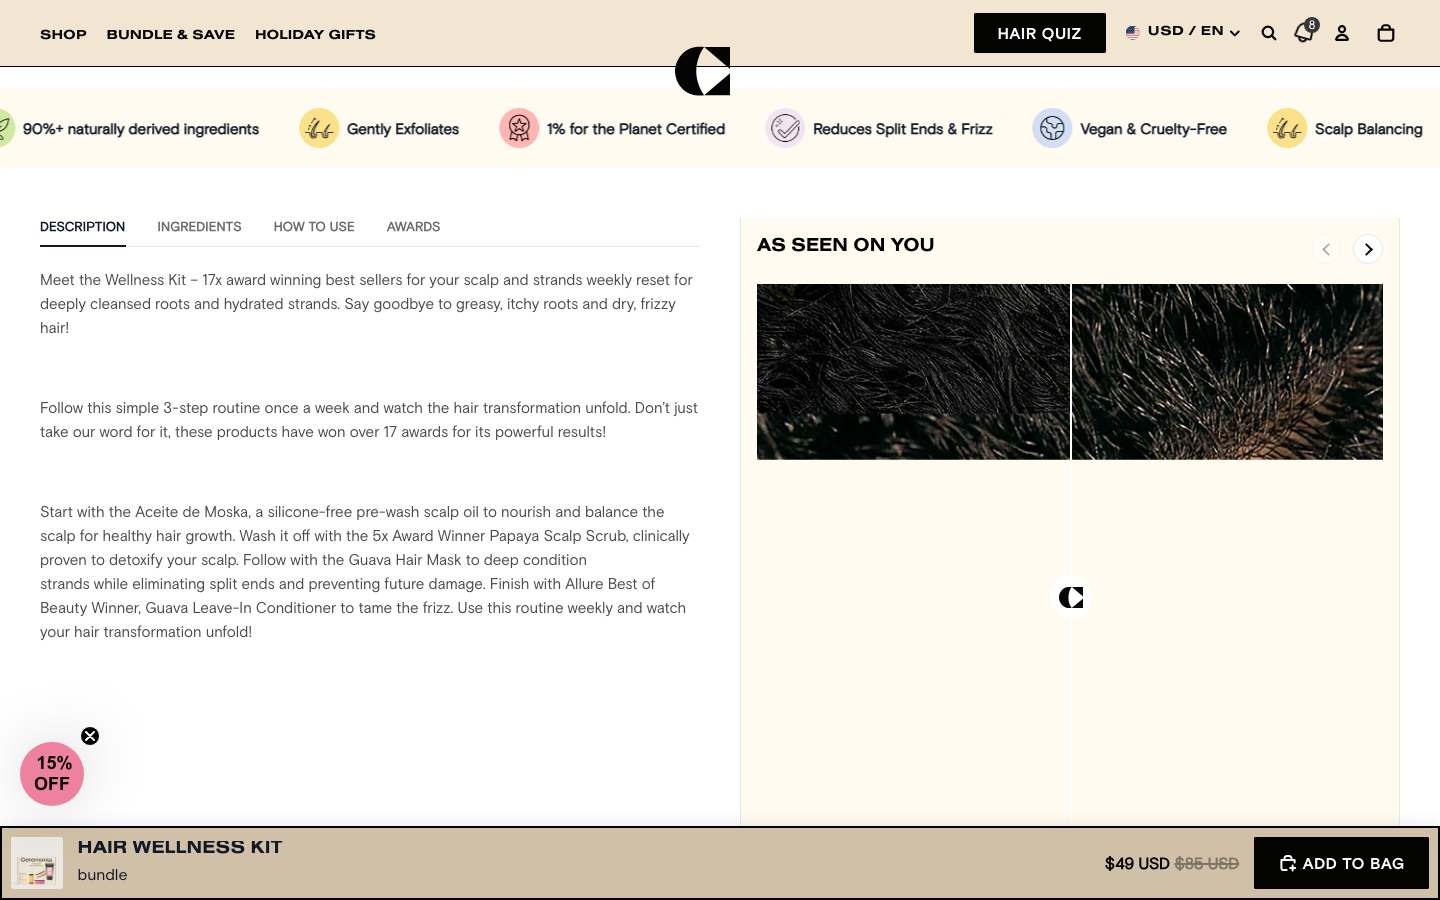 SHOP BUNDLE & SAVE HOLIDAY GIFTS HAIR QUIZ USD / EN 8
90%+ naturally derived ingredients Gently Exfoliates 1% for the Planet Certified Reduces Split Ends & Frizz Vegan & Cruelty-Free Scalp Balancing
DESCRIPTION INGREDIENTS HOW TO USE AWARDS
Meet the Wellness Kit – 17x award winning best sellers for your scalp and strands weekly reset for
deeply cleansed roots and hydrated strands. Say goodbye to greasy, itchy roots and dry, frizzy
hair!
Follow this simple 3-step routine once a week and watch the hair transformation unfold. Don't just
take our word for it, these products have won over 17 awards for its powerful results!
Start with the Aceite de Moska, a silicone-free pre-wash scalp oil to nourish and balance the
scalp for healthy hair growth. Wash it off with the 5x Award Winner Papaya Scalp Scrub, clinically
proven to detoxify your scalp. Follow with the Guava Hair Mask to deep condition
strands while eliminating split ends and preventing future damage. Finish with Allure Best of
Beauty Winner, Guava Leave-In Conditioner to tame the frizz. Use this routine weekly and watch
your hair transformation unfold!
AS SEEN ON YOU
15%
OFF
HAIR WELLNESS KIT
bundle
$49 USD $85 USD
ADD TO BAG